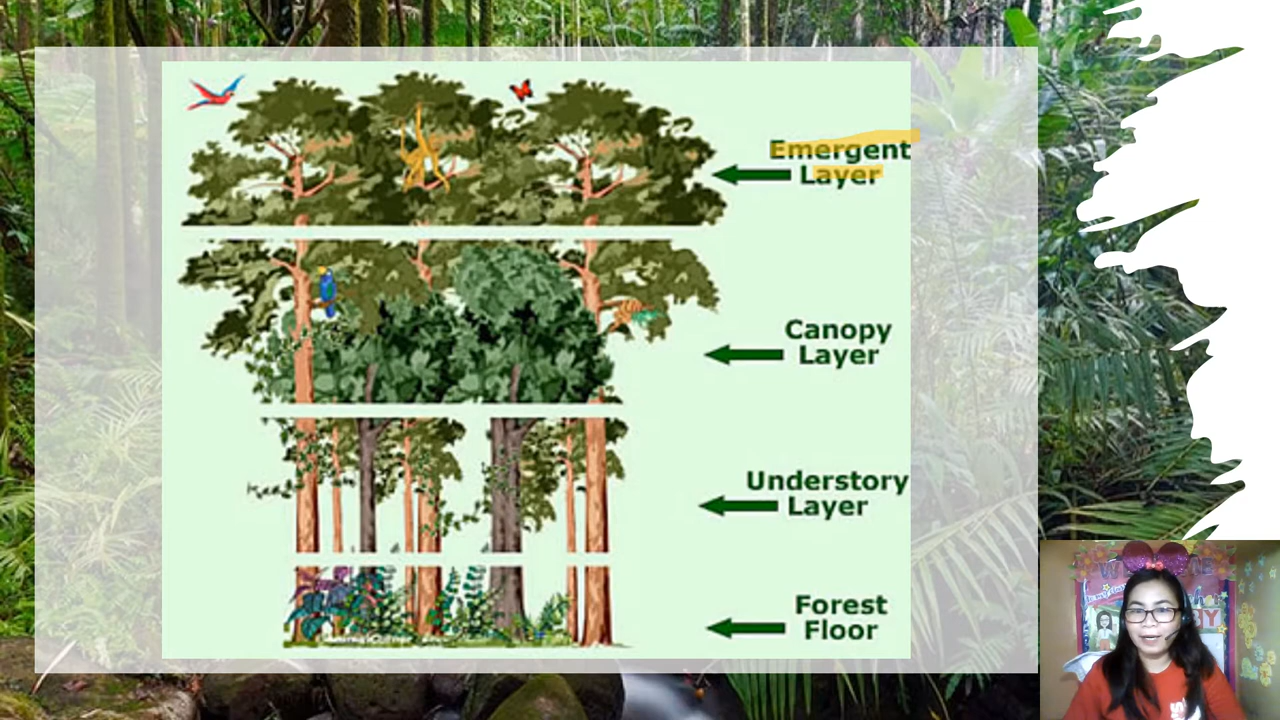 Emergent
Layer
Canopy
Layer
Understory
Layer
Forest
Floor